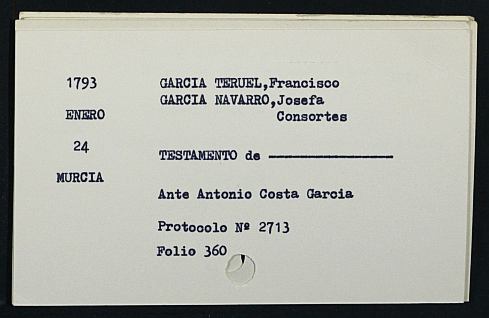 1793
GARCIA TERUEL,Francisco
GARCIA NAVARRO,Josefa
ENERO
Consortes
24
TESTAMENTO de
MURCIA
Ante Antonio Costa Garcia
Protocolo Nº 2713
Folio 360